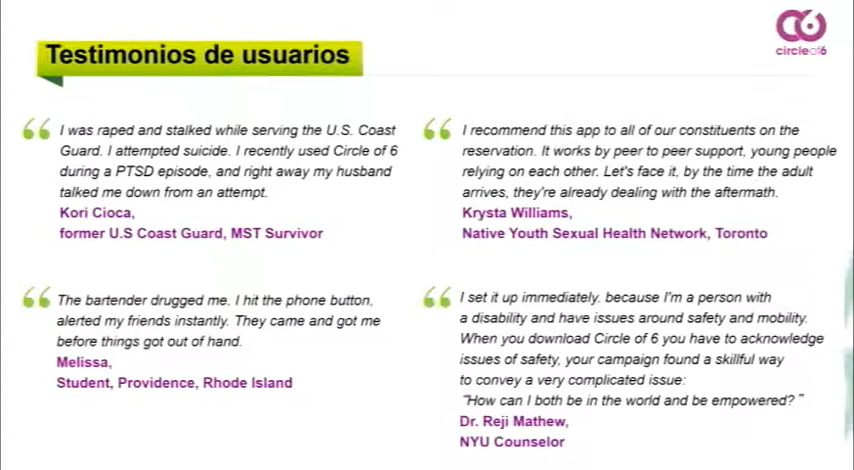 circleof6
Testimonios de usuarios
I was raped and stalked while serving the U.S. Coast
Guard. I attempted suicide. I recently used Circle of 6
during a PTSD episode, and right away my husband
talked me down from an attempt.
Kori Cioca,
former U.S Coast Guard, MST Survivor
I recommend this app to all of our constituents on the
reservation. It works by peer to peer support, young people
relying on each other. Let's face it, by the time the adult
arrives, they're already dealing with the aftermath.
Krysta Williams,
Native Youth Sexual Health Network, Toronto
The bartender drugged me. I hit the phone button,
alerted my friends instantly. They came and got me
before things got out of hand.
Melissa,
Student, Providence, Rhode Island
I set it up immediately. because I'm a person with
a disability and have issues around safety and mobility.
When you download Circle of 6 you have to acknowledge
issues of safety, your campaign found a skillful way
to convey a very complicated issue:
“How can I both be in the world and be empowered?”
Dr. Reji Mathew,
NYU Counselor